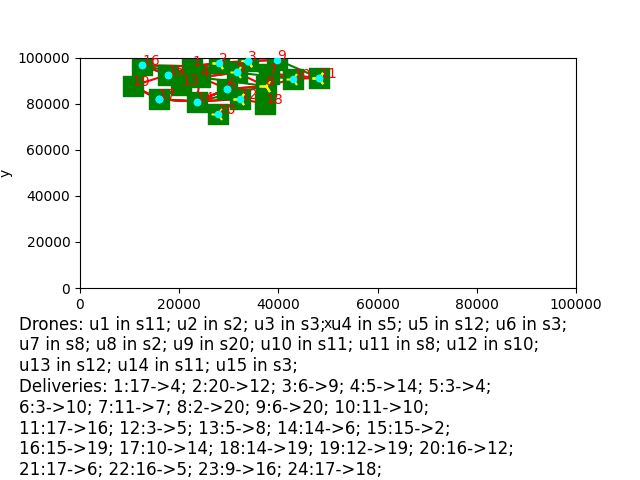 100000
80000
60000
40000
20000
0
y
16
2
3
9
18
0 20000 40000 60000 80000 100000
x
Drones: u1 in s11; u2 in s2; u3 in s3; u4 in s5; u5 in s12; u6 in s3;
u7 in s8; u8 in s2; u9 in s20; u10 in s11; u11 in s8; u12 in s10;
u13 in s12; u14 in s11; u15 in s3;
Deliveries: 1:17->4; 2:20->12; 3:6->9; 4:5->14; 5:3->4;
6:3->10; 7:11->7; 8:2->20; 9:6->20; 10:11->10;
11:17->16; 12:3->5; 13:5->8; 14:14->6; 15:15->2;
16:15->19; 17:10->14; 18:14->19; 19:12->19; 20:16->12;
21:17->6; 22:16->5; 23:9->16; 24:17->18;